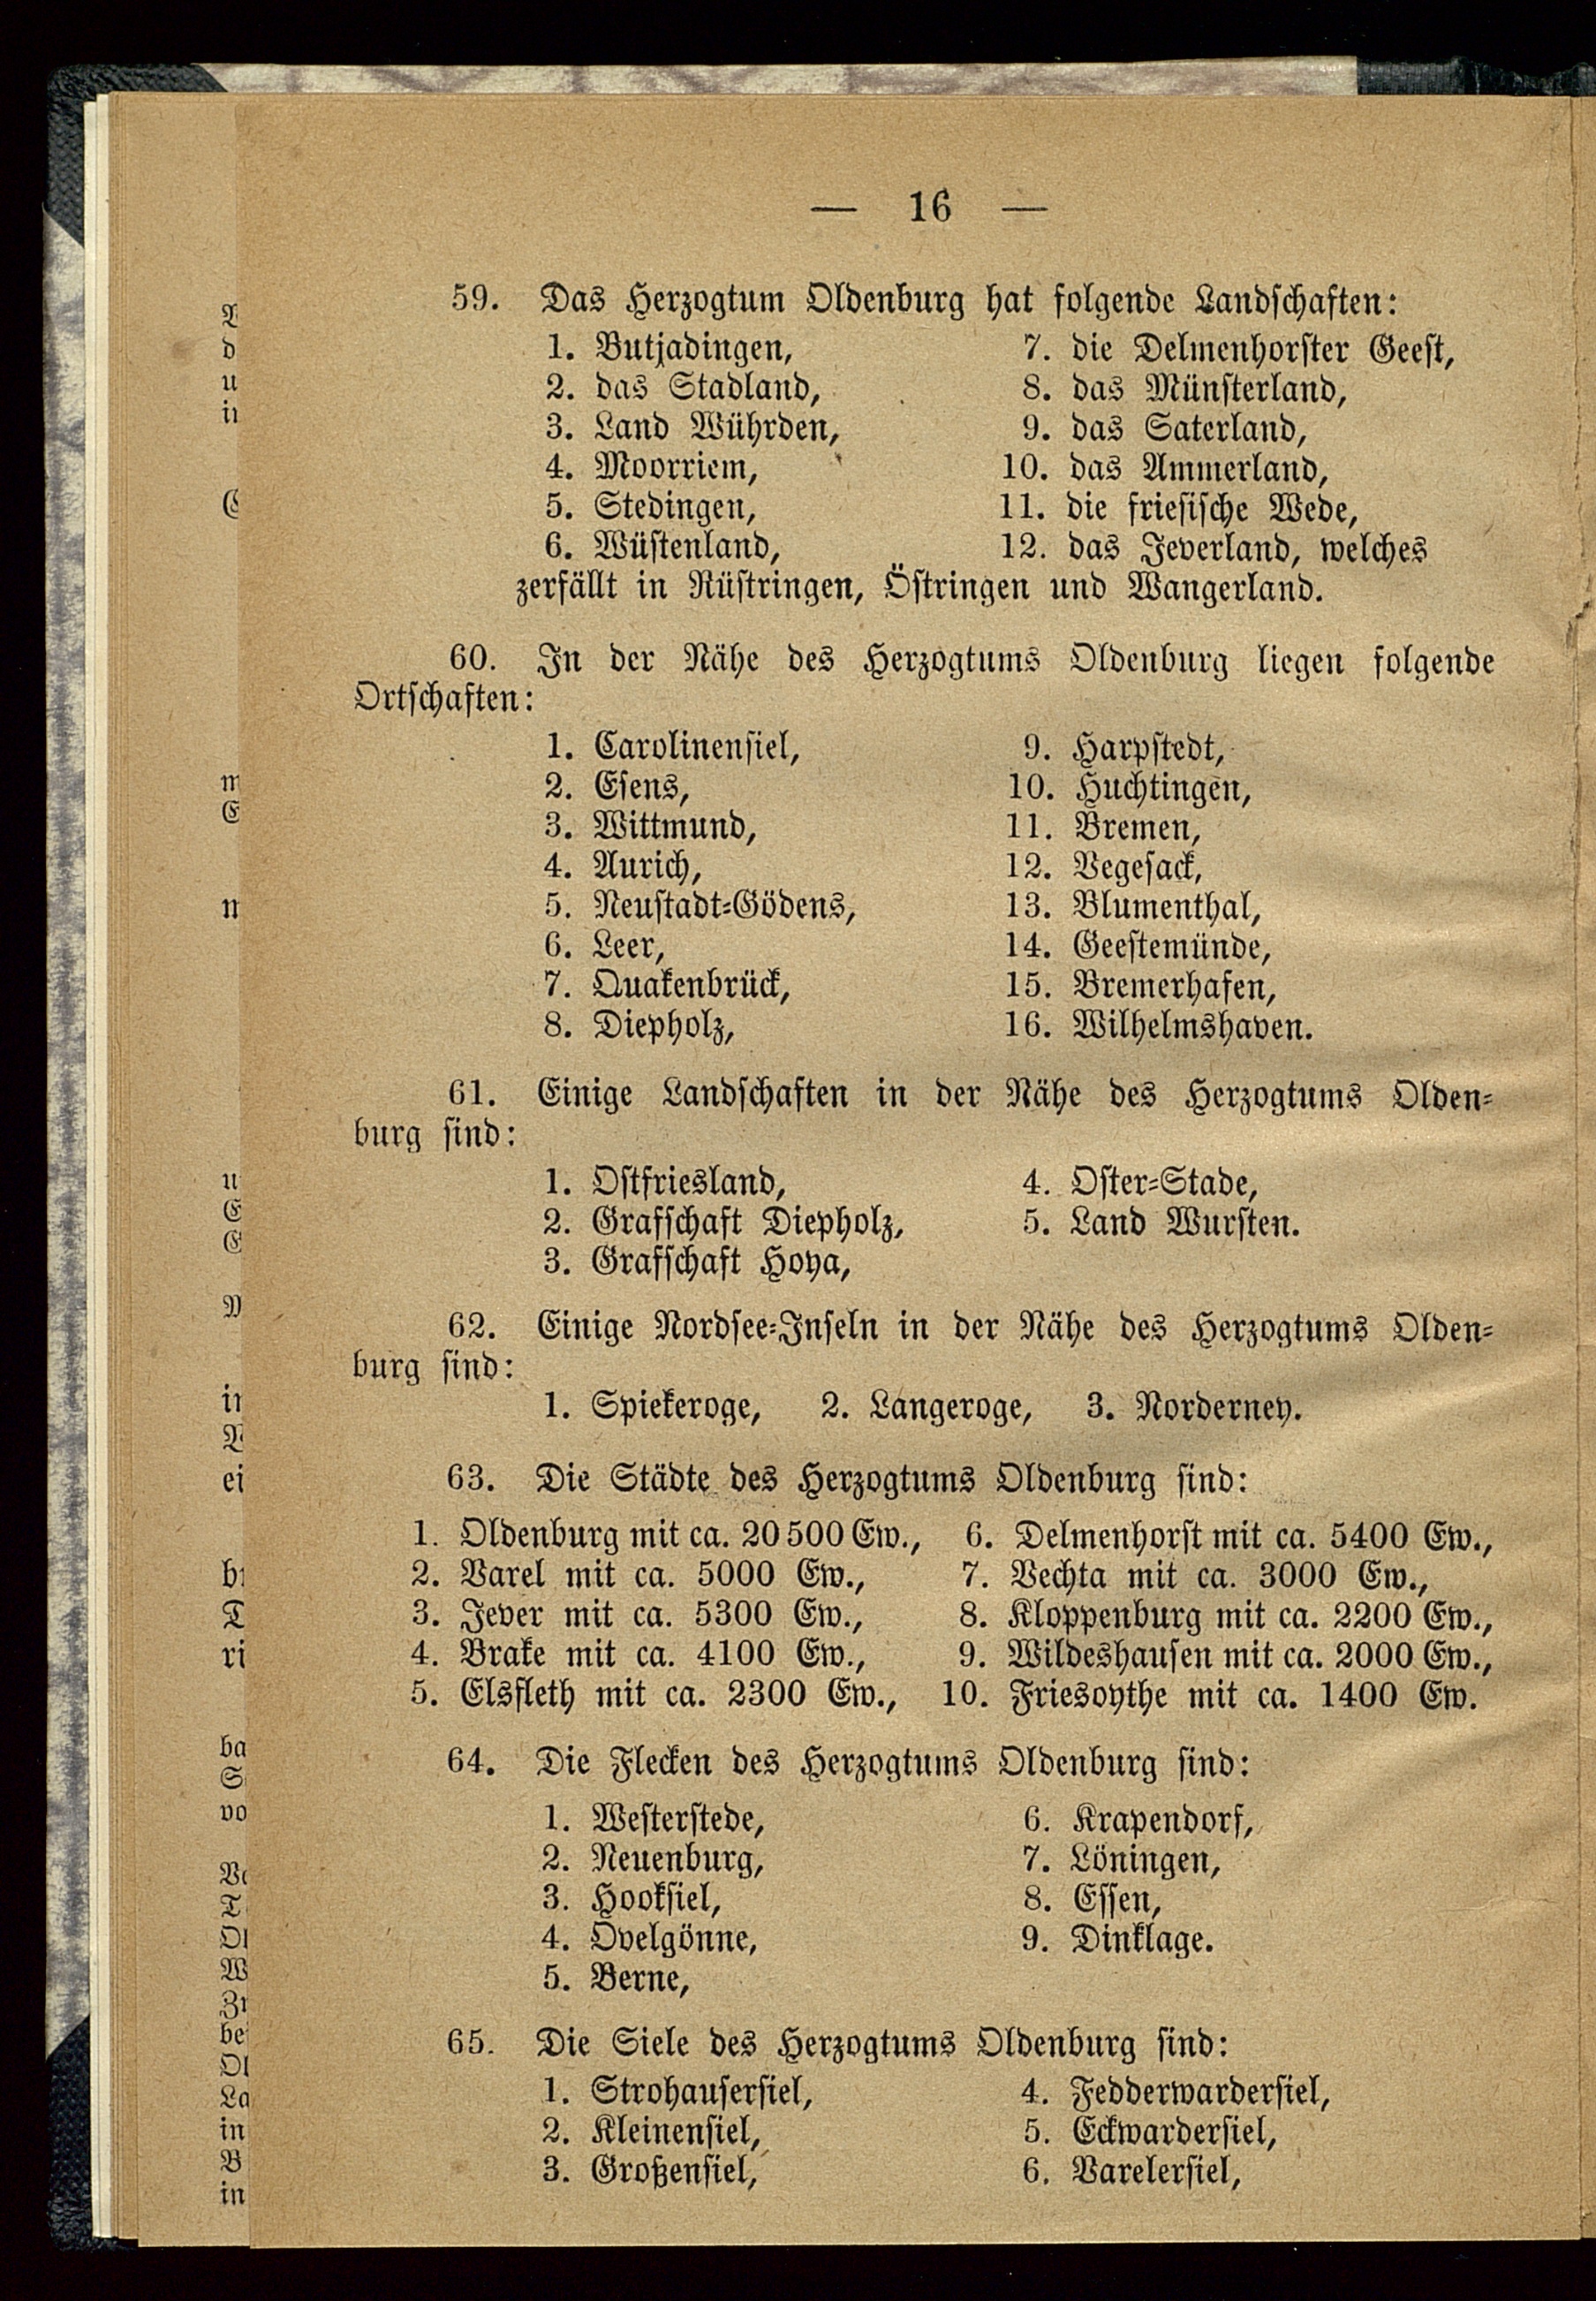 — 16 —
59. Das Herzogtum Oldenburg hat folgende Landschaften:
1. Butjadingen,
2. das Stadland,
3. Land Wührden,
4. Moorriem,
5. Stedingen,
6. Wüstenland,
7. die Delmenhorster Geest,
8. das Münsterland,
9. das Saterland,
10. das Ammerland,
11. die friesische Wede,
12. das Jeverland, welches
zerfällt in Rüstringen, Östringen und Wangerland.
60. In der Nähe des Herzogtums Oldenburg liegen folgende
Ortschaften:
1. Carolinensiel,
2. Esens,
3. Wittmund,
4. Aurich,
5. Neustadt-Gödens,
6. Leer,
7. Quakenbrück,
8. Diepholz,
9. Harpstedt,
10. Huchtingen,
11. Bremen,
12. Vegesack,
13. Blumenthal,
14. Geestemünde,
15. Bremerhafen,
16. Wilhelmshaven.
61. Einige Landschaften in der Nähe des Herzogtums Olden-
burg sind:
1. Ostfriesland,
2. Grafschaft Diepholz,
3. Grafschaft Hoya,
4. Oster-Stade,
5. Land Wursten.
62. Einige Nordsee-Inseln in der Nähe des Herzogtums Olden-
burg sind:
1. Spiekeroge, 2. Langeroge, 3. Norderney.
63. Die Städte des Herzogtums Oldenburg sind:
1. Oldenburg mit ca. 20 500 Ew.,
2. Varel mit ca. 5000 Ew.,
3. Jever mit ca. 5300 Ew.,
4. Brake mit ca. 4100 Ew.,
5. Elsfleth mit ca. 2300 Ew.,
6. Delmenhorst mit ca. 5400 Ew.,
7. Vechta mit ca. 3000 Ew.,
8. Kloppenburg mit ca. 2200 Ew.,
9. Wildeshausen mit ca. 2000 Ew.,
10. Friesoythe mit ca. 1400 Ew.
64. Die Flecken des Herzogtums Oldenburg sind:
1. Westerstede,
2. Neuenburg,
3. Hooksiel,
4. Ovelgönne,
5. Berne,
6. Krapendorf,
7. Löningen,
8. Essen,
9. Dinklage.
65. Die Siele des Herzogtums Oldenburg sind:
1. Strohausersiel,
2. Kleinensiel,
3. Großensiel,
4. Fedderwardersiel,
5. Eckwardersiel,
6. Varelersiel,